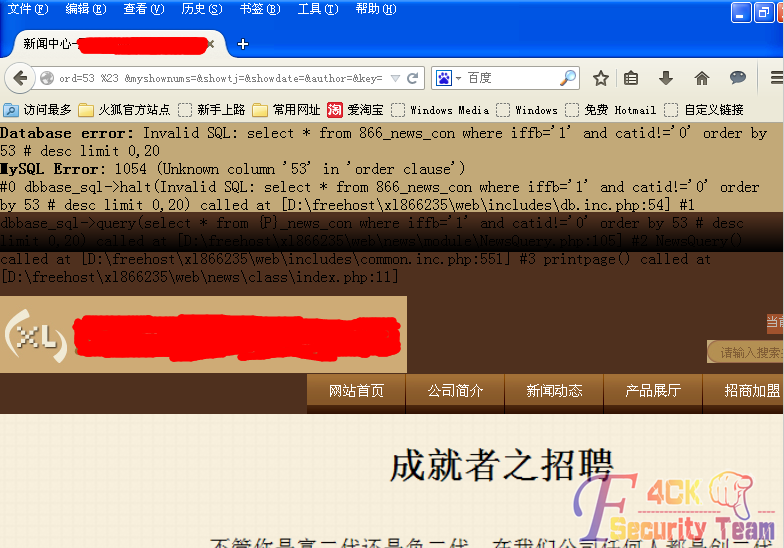 文件(F) 编辑(E) 查看(V) 历史(S) 书签(B) 工具(T) 帮助(H)
新闻中心-
ord=53 %23 &myshownums=&showtj=&showdate=&author=&key=
百度
访问最多 火狐官方站点 新手上路 常用网址 淘 爱淘宝 Windows Media Windows 免费 Hotmail 自定义链接
Database error: Invalid SQL: select * from 866_news_con where iffb='1' and catid!='0' order by
53 # desc limit 0,20
MySQL Error: 1054 (Unknown column '53' in 'order clause')
#0 dbbase_sql->halt(Invalid SQL: select * from 866_news_con where iffb='1' and catid!='0' order
by 53 # desc limit 0,20) called at [D:\freehost\xl866235\web\includes\db.inc.php:54] #1
dbbase_sql->query(select * from {P}_news_con where iffb='1' and catid!='0' order by 53 # desc
limit 0,20) called at [D:\freehost\xl866235\web\news\module\NewsQuery.php:105] #2 NewsQuery()
called at [D:\freehost\xl866235\web\includes\common.inc.php:551] #3 printpage() called at
[D:\freehost\xl866235\web\news\class\index.php:11]
XL
当前
请输入搜索
网站首页 公司简介 新闻动态 产品展厅 招商加盟
成就者之招聘
F4CK
Security Team
不管你是富二代还是负二代，在我们公司任何人都是创二代